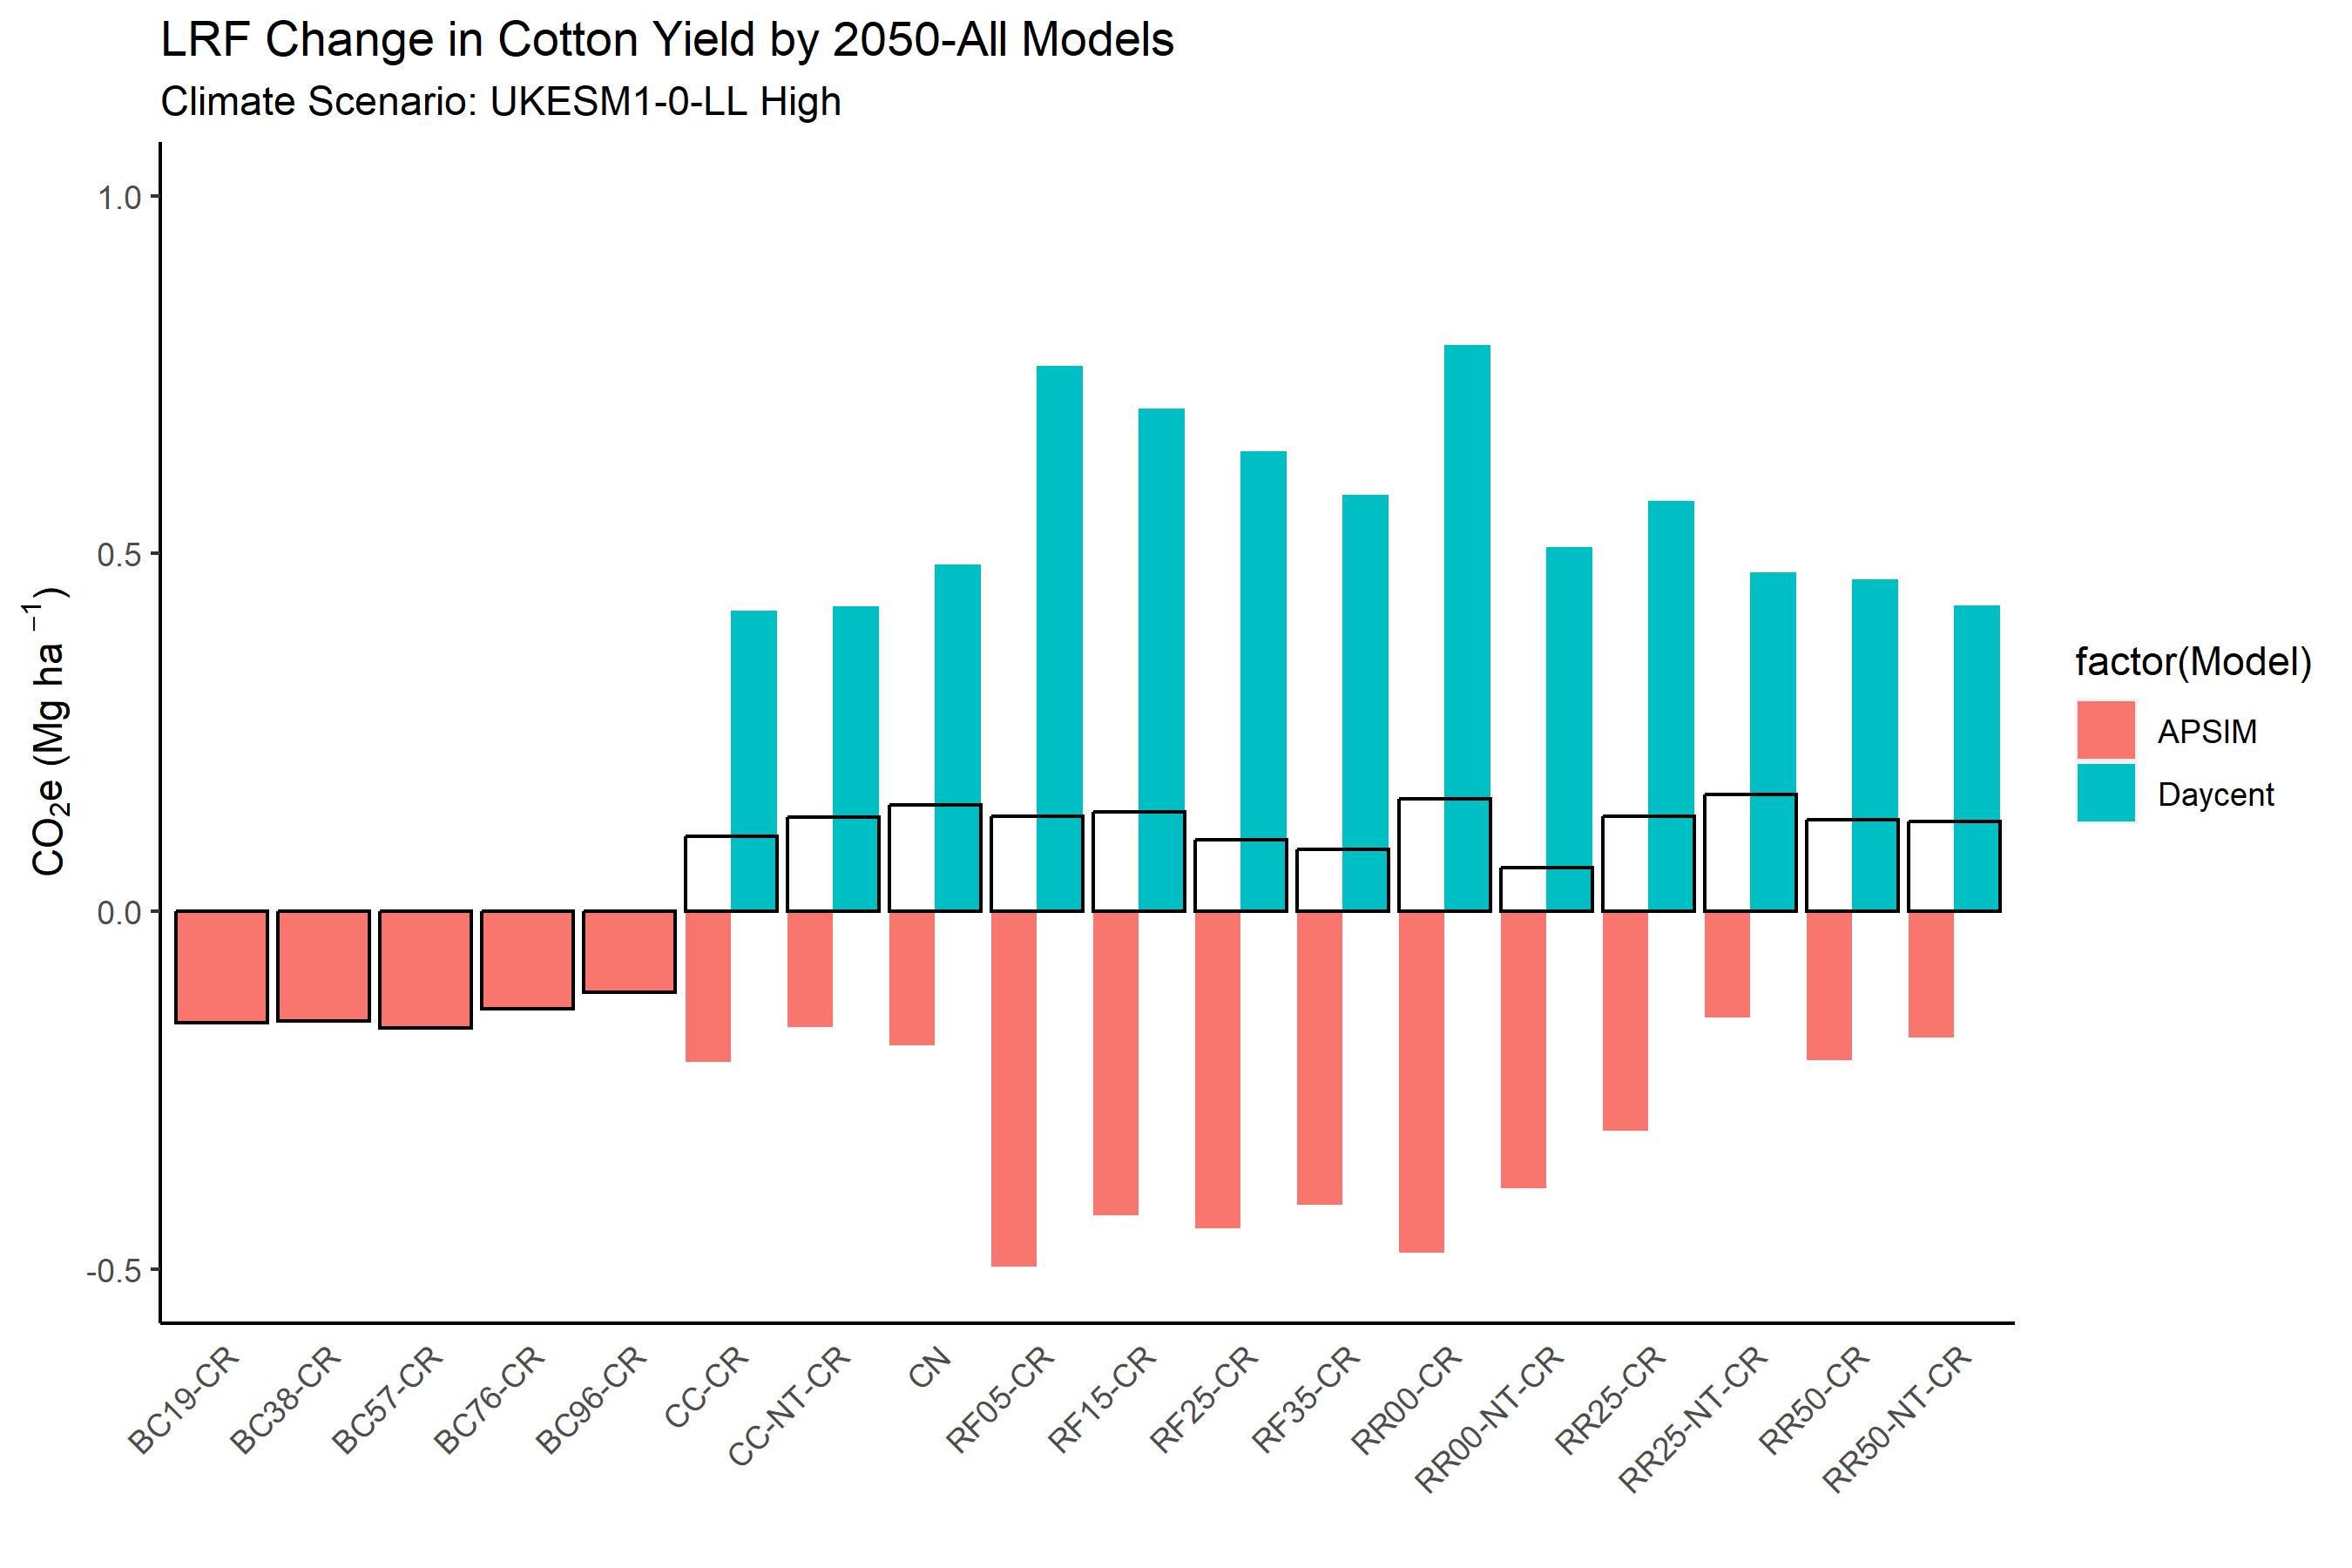 LRF Change in Cotton Yield by 2050-All Models
Climate Scenario: UKESM1-0-LL High
CO₂e (Mg ha ⁻¹)
1.0
0.5
0.0
-0.5
BC19-CR
BC38-CR
BC57-CR
BC76-CR
BC96-CR
CC-CR
CC-NT-CR
CN
RF05-CR
RF15-CR
RF25-CR
RF35-CR
RR00-CR
RR00-NT-CR
RR25-CR
RR25-NT-CR
RR50-CR
RR50-NT-CR
factor(Model)
APSIM
Daycent